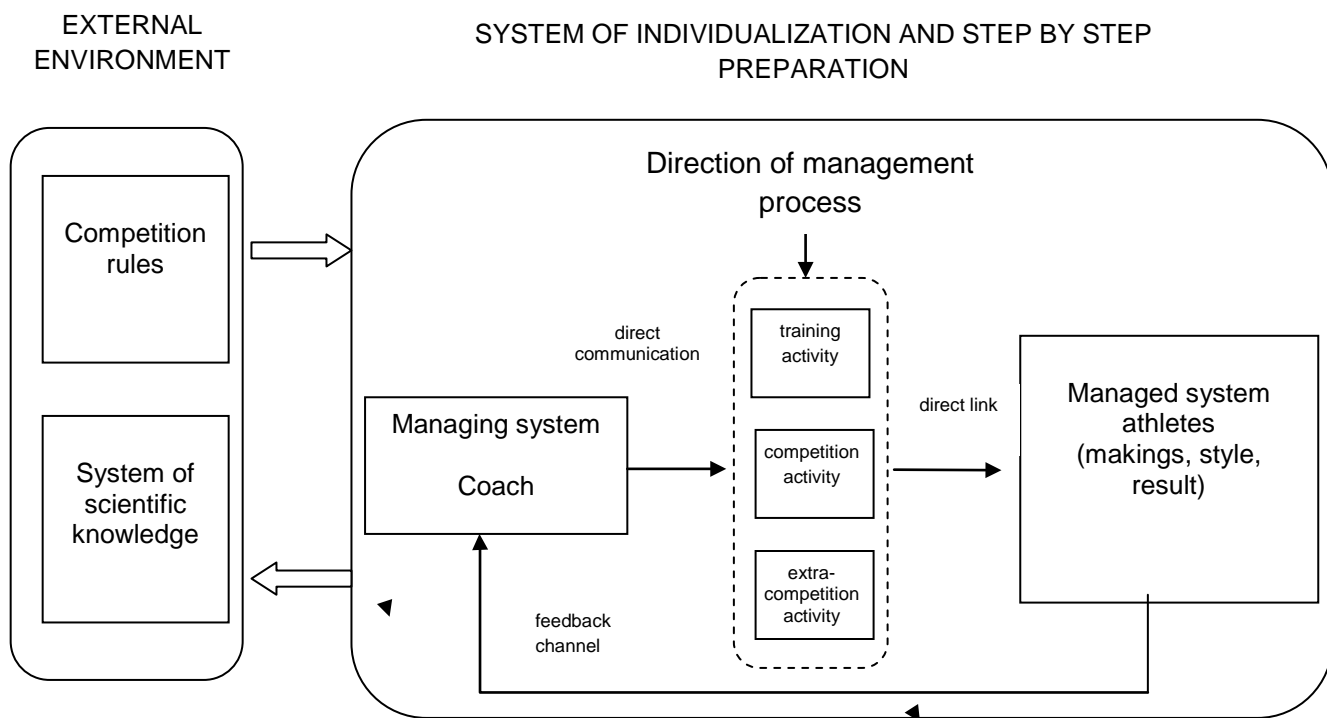 EXTERNAL
ENVIRONMENT
SYSTEM OF INDIVIDUALIZATION AND STEP BY STEP
PREPARATION
Competition
rules
System of
scientific
knowledge
Direction of management
process
direct
communication
training
activity
competition
activity
extra-
competition
activity
Managing system
Coach
direct link
Managed system
athletes
(makings, style,
result)
feedback
channel